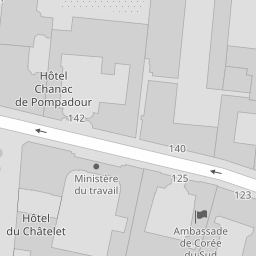 Hôtel
Chanac
de Pompadour
142
140
Ministère
du travail
125
123
Hôtel
du Châtelet
Ambassade
de Corée
du Sud